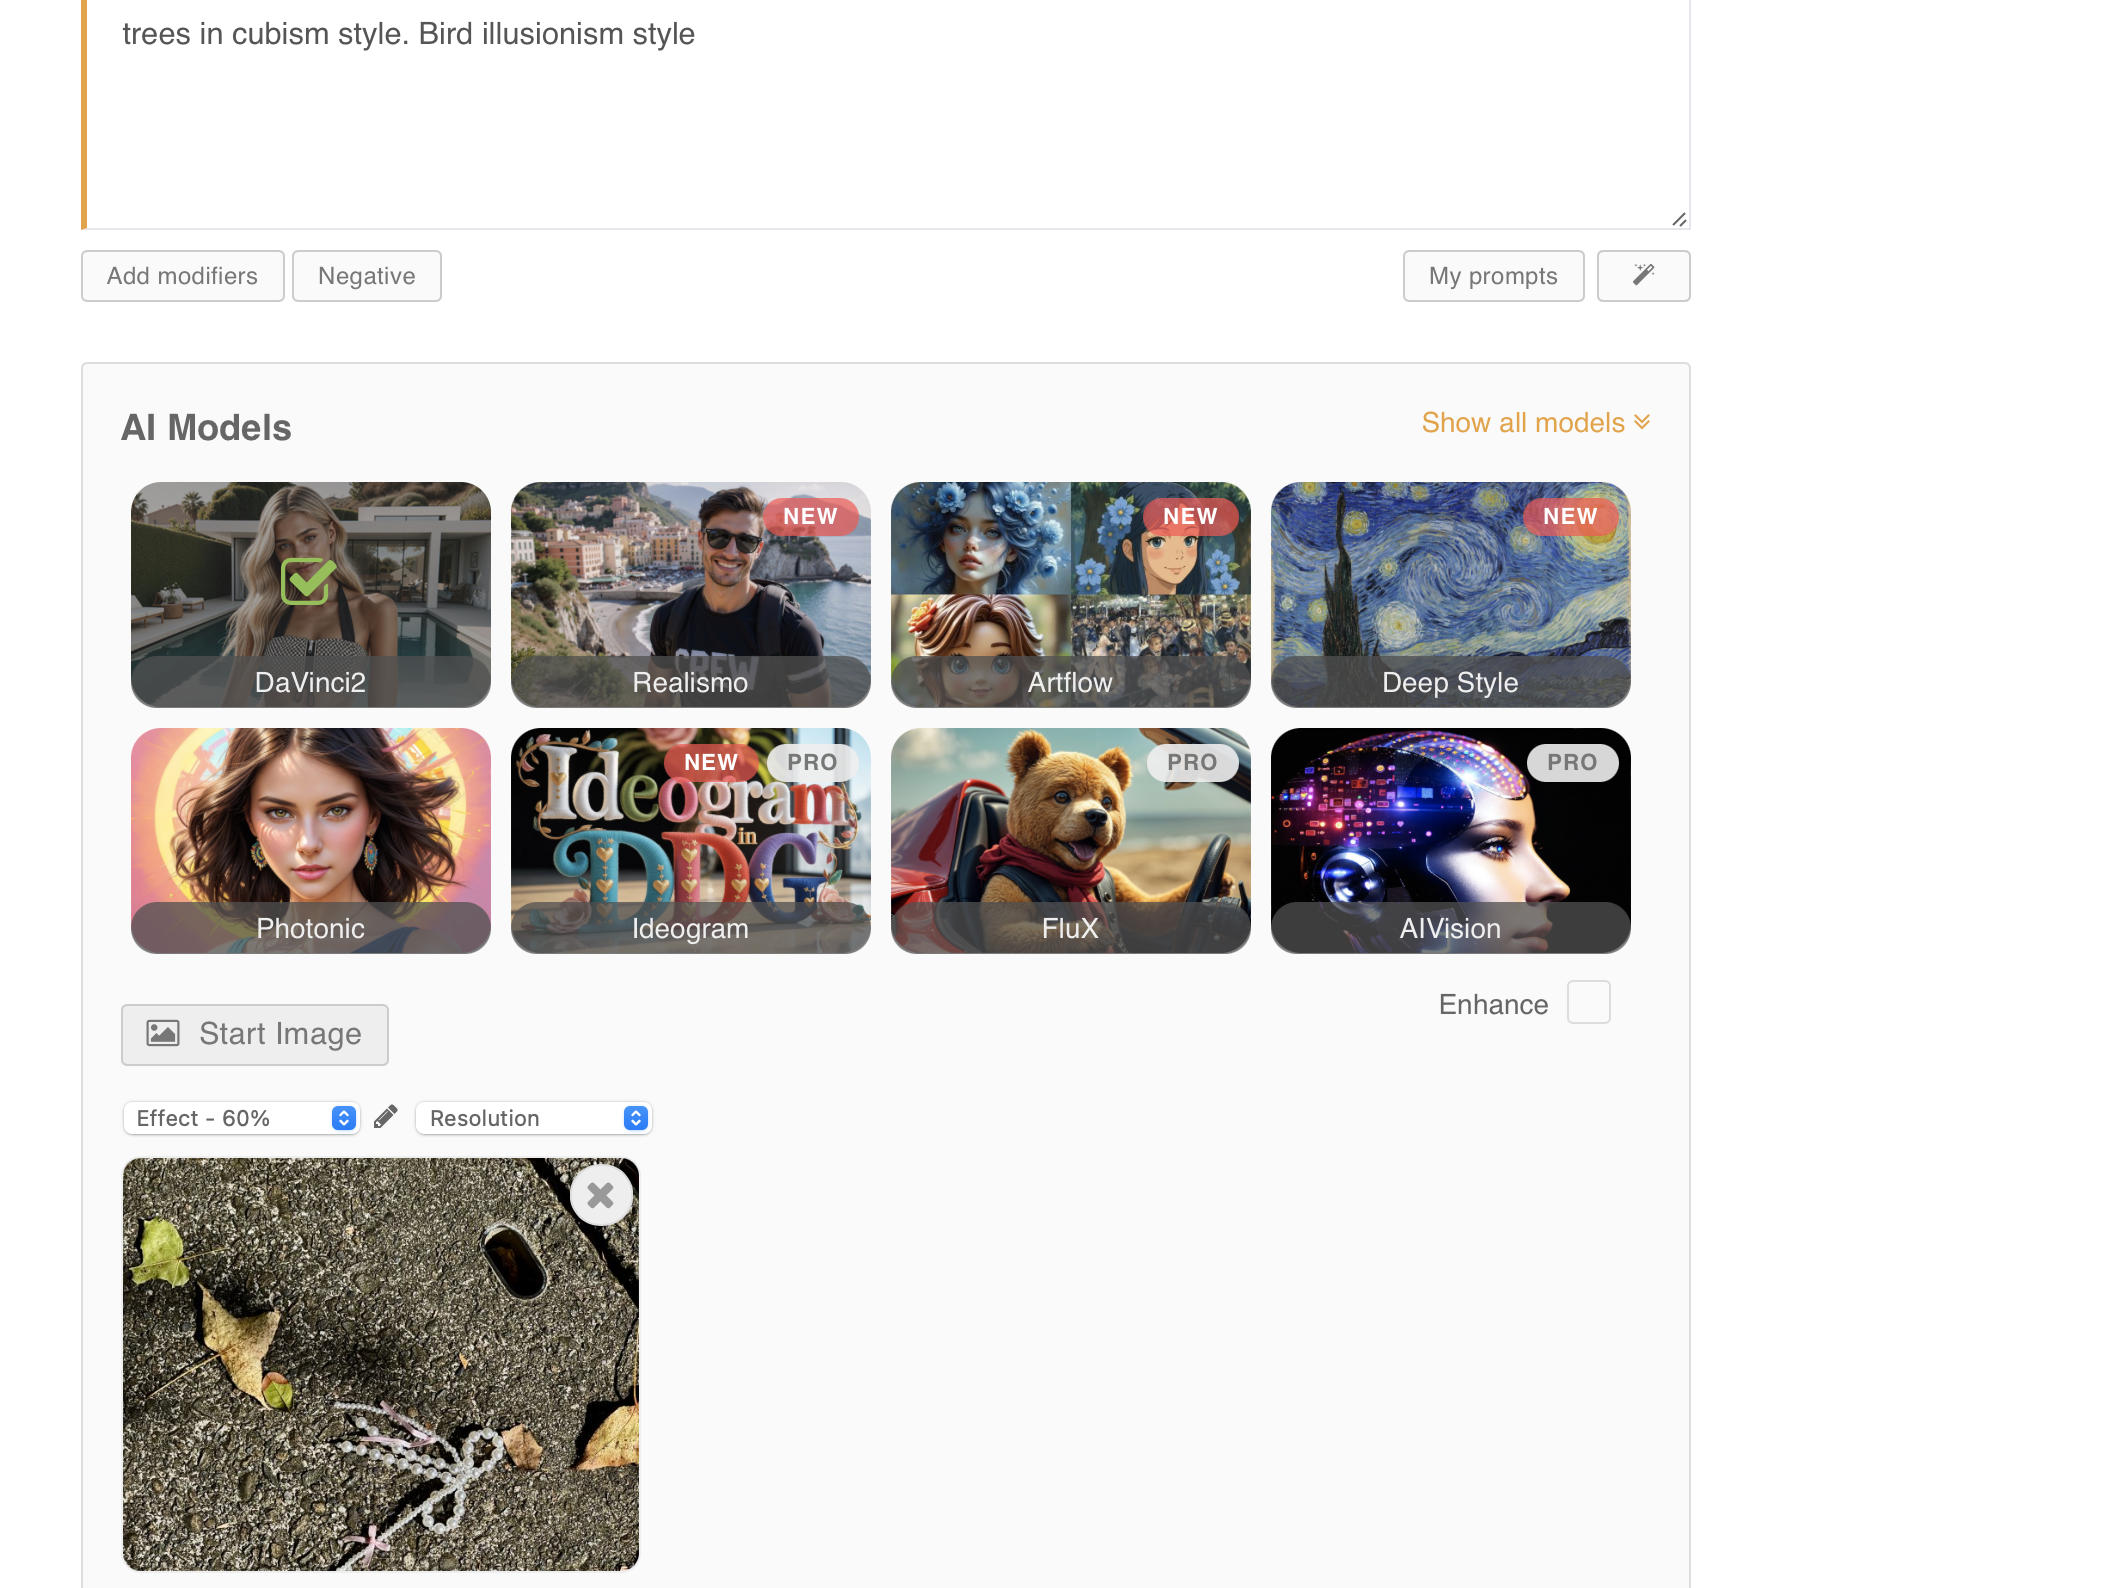 trees in cubism style. Bird illusionism style
Add modifiers
Negative
My prompts
AI Models
Show all models
NEW
NEW
NEW
CREW
DaVinci2
Realismo
Artflow
Deep Style
NEW
PRO
PRO
PRO
Ideogram
in
DDG
Photonic
Ideogram
FluX
AIVision
Enhance
Start Image
Effect - 60%
Resolution